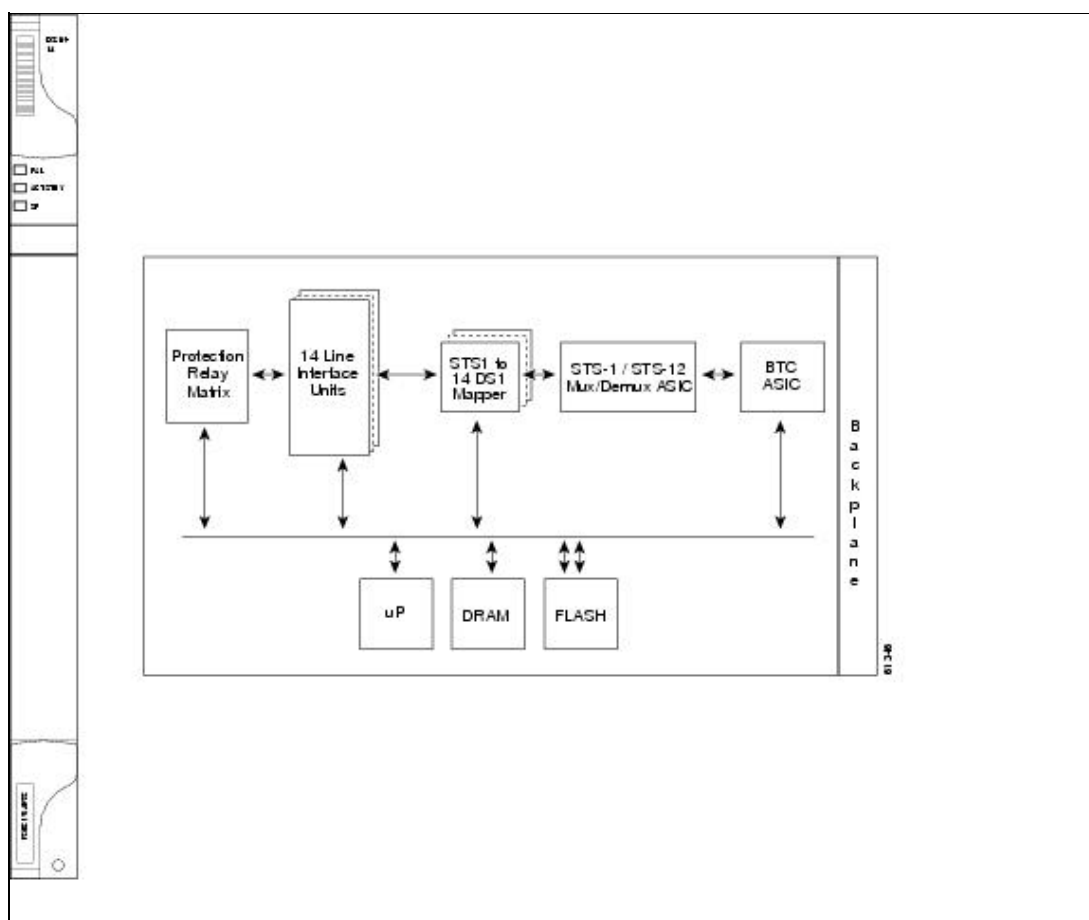 Protection
Relay
Matrix
14 Line
Interface
Units
STS1 to
14 DS1
Mapper
STS-1 / STS-12
Mux/Demux ASIC
BTC
ASIC
Backplane
uP
DRAM
FLASH